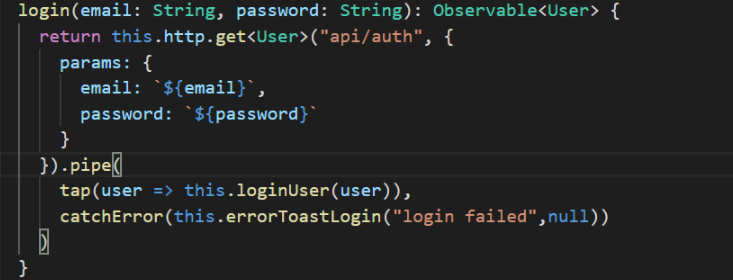 login(email: String, password: String): Observable<User> {
  return this.http.get<User>("api/auth", {
    params: {
      email: `${email}`,
      password: `${password}`
    }
  }).pipe(
    tap(user => this.loginUser(user)),
    catchError(this.errorToastLogin("login failed",null))
  )
}